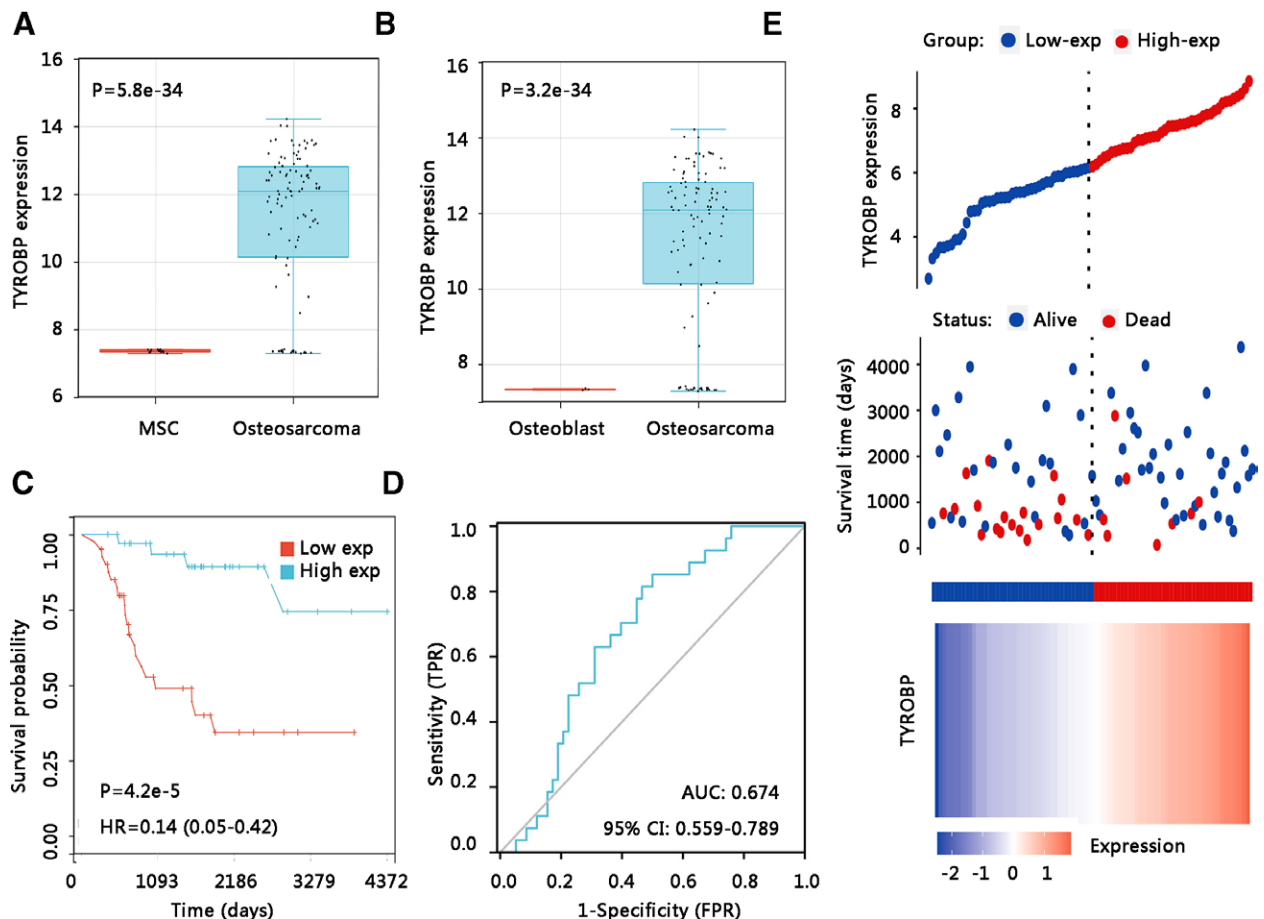 A
16
14
12
10
8
6
TYROBP expression
P=5.8e-34
MSC
Osteosarcoma
B
16
14
12
10
8
TYROBP expression
P=3.2e-34
Osteoblast
Osteosarcoma
C
1.00
0.75
0.50
0.25
0.00
Survival probability
Low exp
High exp
P=4.2e-5
HR=0.14 (0.05-0.42)
0 1093 2186 3279 4372
Time (days)
D
1.0
0.8
0.6
0.4
0.2
0.0
Sensitivity (TPR)
AUC: 0.674
95% CI: 0.559-0.789
0.0 0.2 0.4 0.6 0.8 1.0
1-Specificity (FPR)
E
Group: Low-exp High-exp
8
6
4
TYROBP expression
Status: Alive Dead
4000
3000
2000
1000
0
Survival time (days)
TYROBP
-2 -1 0 1
Expression